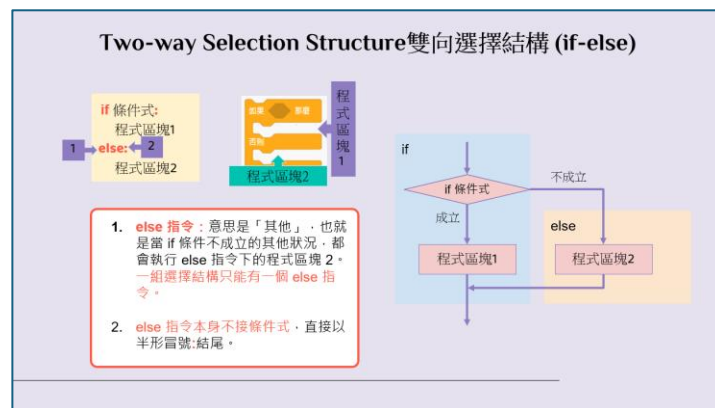 Two-way Selection Structure雙向選擇結構 (if-else)
if 條件式:
程式區塊1
1
else:
2
程式區塊2
如果
那麼
否則
程式區塊1
程式區塊2
1. else 指令：意思是「其他」，也就
是當 if 條件不成立的其他狀況，都
會執行 else 指令下的程式區塊 2。
一組選擇結構只能有一個 else 指
令。
2. else 指令本身不接條件式，直接以
半形冒號:結尾。
if
if 條件式
不成立
成立
else
程式區塊1
程式區塊2